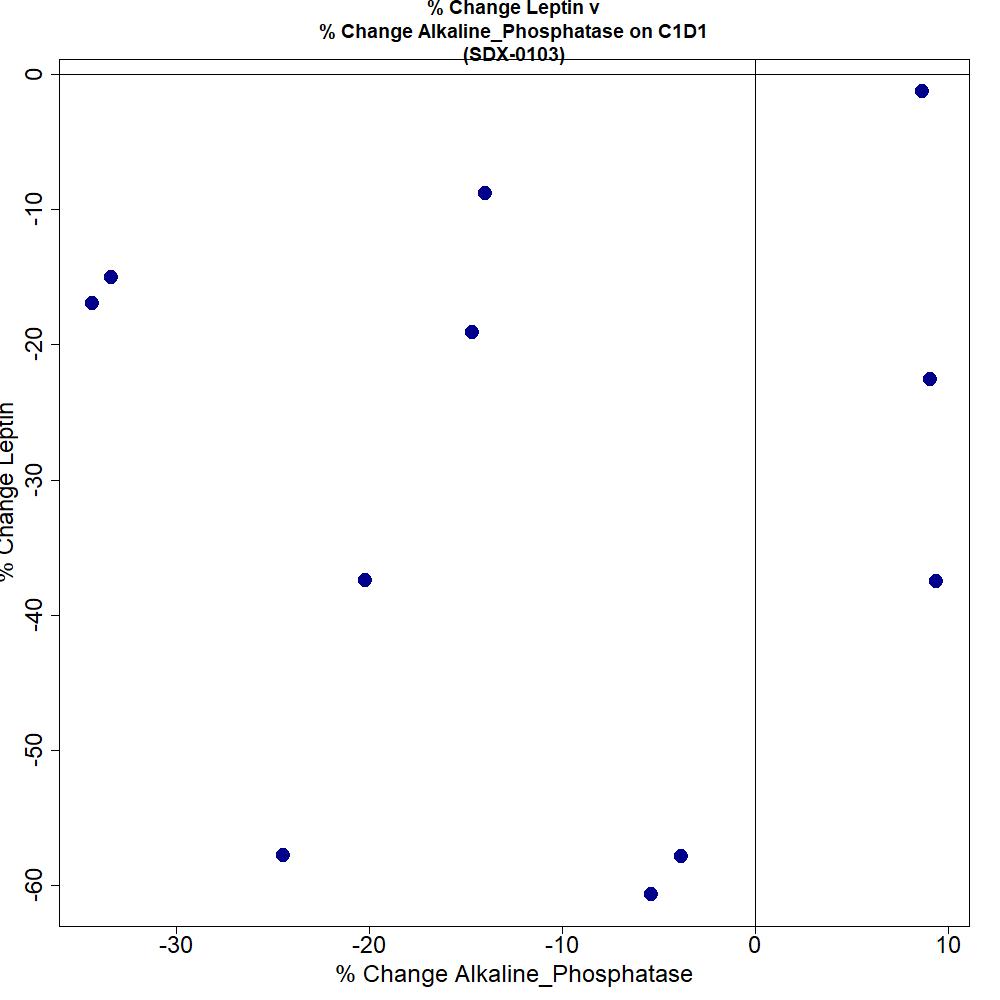 % Change Leptin v
% Change Alkaline_Phosphatase on C1D1
(SDX-0103)
0
-10
-20
-30
-40
-50
-60
% Change Leptin
-30
-20
-10
0
10
% Change Alkaline_Phosphatase